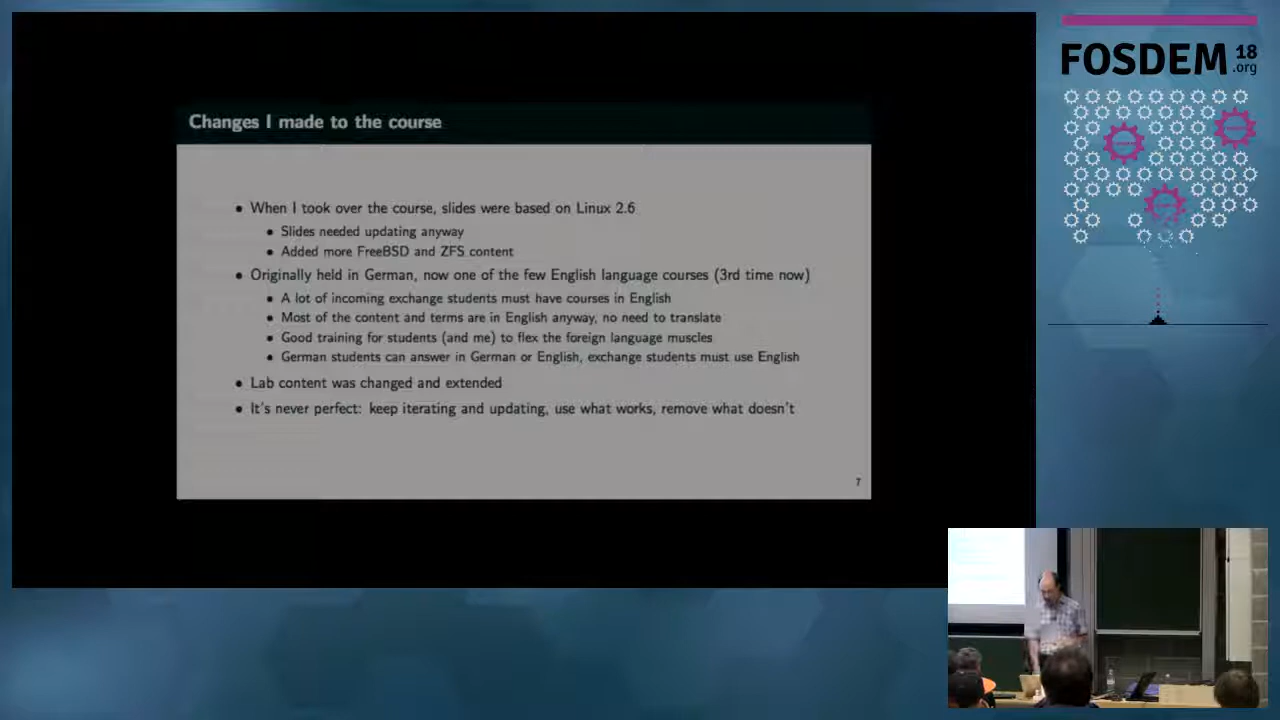 Changes I made to the course
• When I took over the course, slides were based on Linux 2.6
• Slides needed updating anyway
• Added more FreeBSD and ZFS content
• Originally held in German, now one of the few English language courses (3rd time now)
• A lot of incoming exchange students must have courses in English
• Most of the content and terms are in English anyway, no need to translate
• Good training for students (and me) to flex the foreign language muscles
• German students can answer in German or English, exchange students must use English
• Lab content was changed and extended
• It's never perfect: keep iterating and updating, use what works, remove what doesn't
7
FOSDEM 18
.org